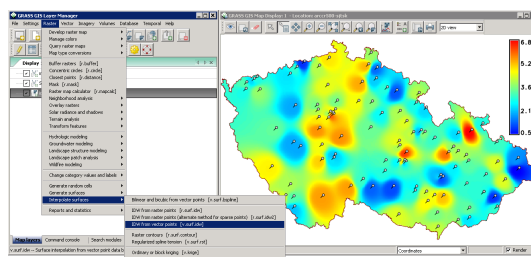 GRASS GIS Layer Manager
File Settings Raster Vector Imagery Volumes Database Temporal Help
Develop raster map
Manage colors
Query raster maps
Map type conversions
Buffer rasters [r.buffer]
Concentric circles [r.circle]
Closest points [r.distance]
Mask [r.mask]
Raster map calculator [r.mapcalc]
Neighborhood analysis
Overlay rasters
Solar radiance and shadows
Terrain analysis
Transform features
Hydrologic modeling
Groundwater modeling
Landscape structure modeling
Landscape patch analysis
Wildfire modeling
Change category values and labels
Generate random cells
Generate surfaces
Interpolate surfaces
Reports and statistics
Display
Bilinear and bicubic from vector points [v.surf.bspline]
IDW from raster points [r.surf.idw]
IDW from raster points (alternative method for sparse points) [r.surf.idw2]
IDW from vector points [v.surf.idw]
Raster contours [r.surf.contour]
Regularized spline tension [v.surf.rst]
Ordinary or block kriging [v.krige]
Map layers Command console Search modules
v.surf.idw -- Surface interpolation from vector point data b
GRASS GIS Map Display: 1 - Location:
2D view
6.8
5.2
3.6
2.1
0.5
Coordinates
Render